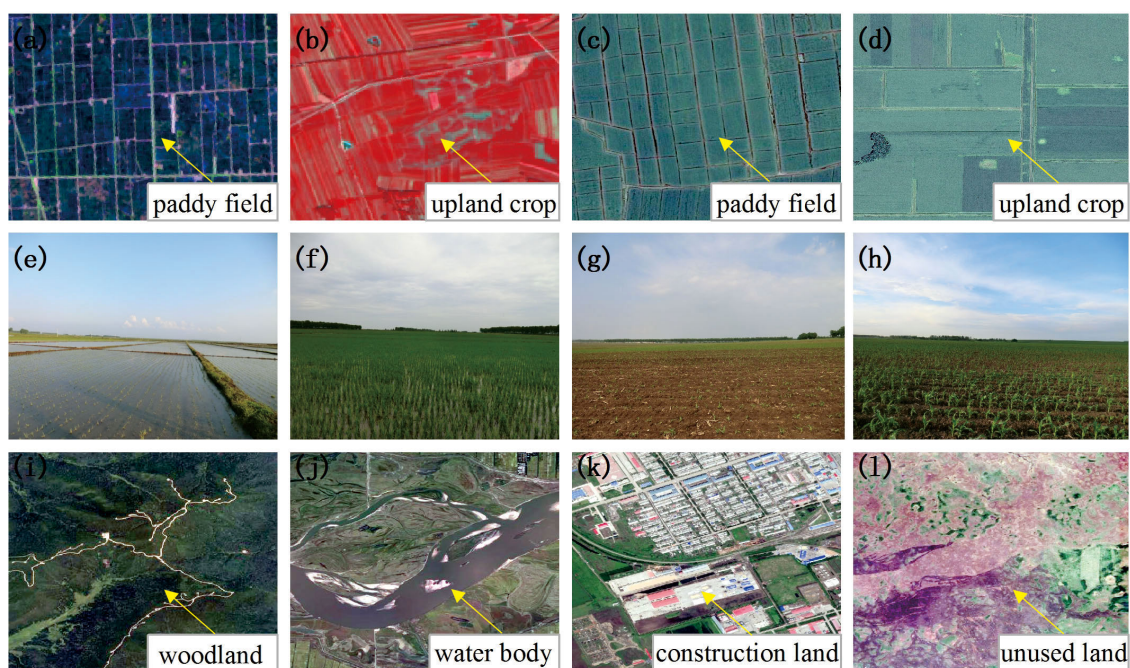 (a)
paddy field
(b)
upland crop
(c)
paddy field
(d)
upland crop
(e)
(f)
(g)
(h)
(i)
woodland
(j)
water body
(k)
construction land
(l)
unused land